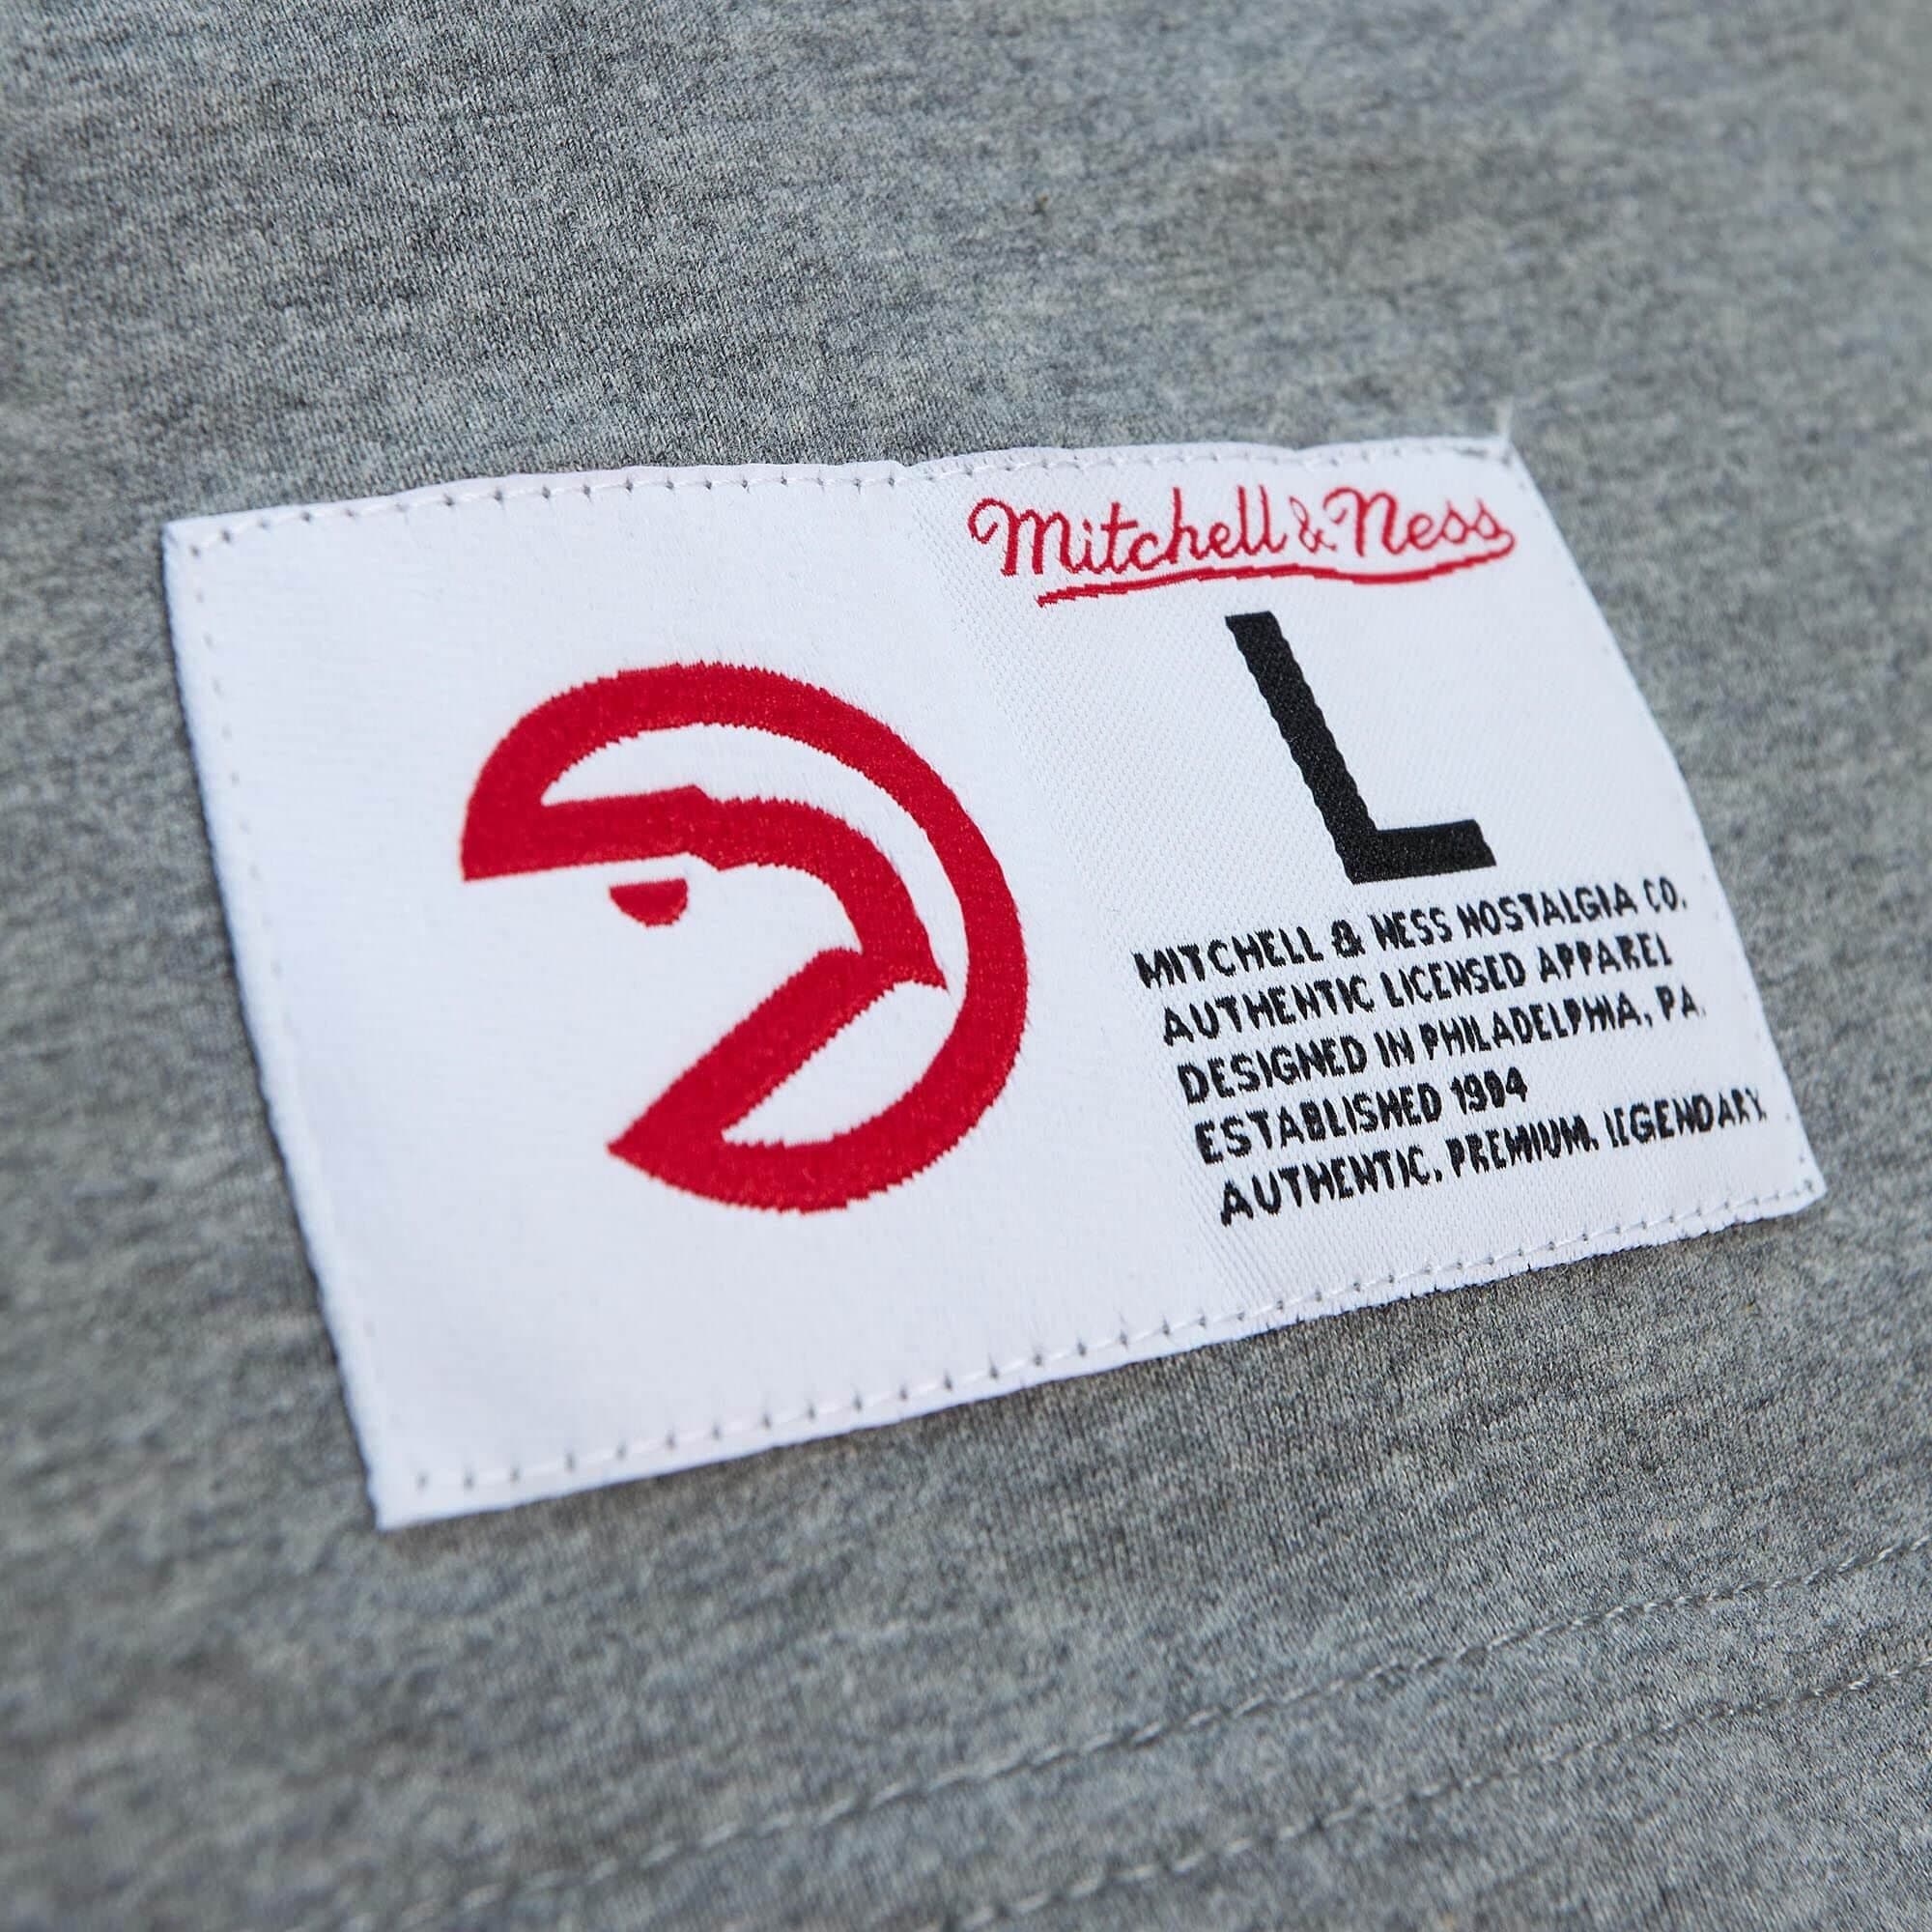 Mitchell & Ness
L
MITCHELL & NESS NOSTALGIA CO.
AUTHENTIC LICENSED APPAREL
DESIGNED IN PHILADELPHIA, PA.
ESTABLISHED 1904
AUTHENTIC. PREMIUM. LEGENDARY.